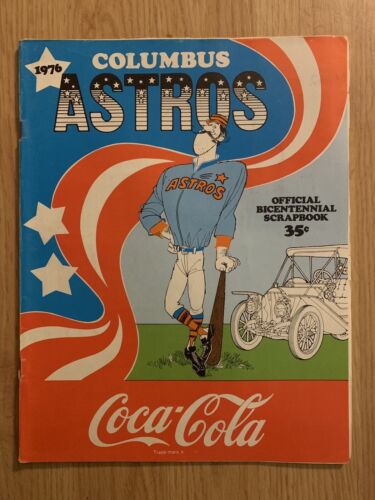 1976
COLUMBUS
ASTROS
ASTROS
OFFICIAL
BICENTENNIAL
SCRAPBOOK
35¢
Coca-Cola
Trade mark ®